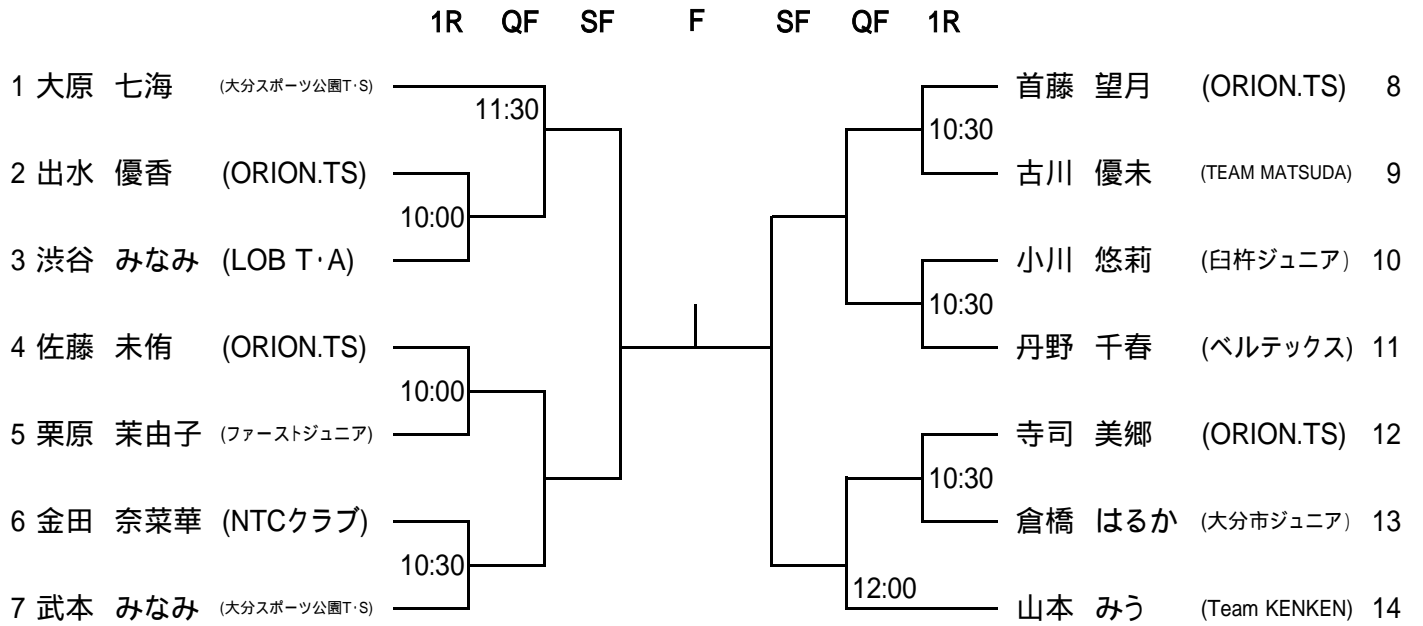 1R QF SF F SF QF 1R
1 大原 七海 (大分スポーツ公園T・S) 首藤 望月 (ORION.TS) 8
11:30 10:30
2 出水 優香 (ORION.TS) 古川 優未 (TEAM MATSUDA) 9
10:00
3 渋谷 みなみ (LOB T・A) 小川 悠莉 (臼杵ジュニア) 10
10:30
4 佐藤 未侑 (ORION.TS) 丹野 千春 (ベルテックス) 11
10:00
5 栗原 茉由子 (ファーストジュニア) 寺司 美郷 (ORION.TS) 12
10:30
6 金田 奈菜華 (NTCクラブ) 倉橋 はるか (大分市ジュニア) 13
10:30 12:00
7 武本 みなみ (大分スポーツ公園T・S) 山本 みう (Team KENKEN) 14